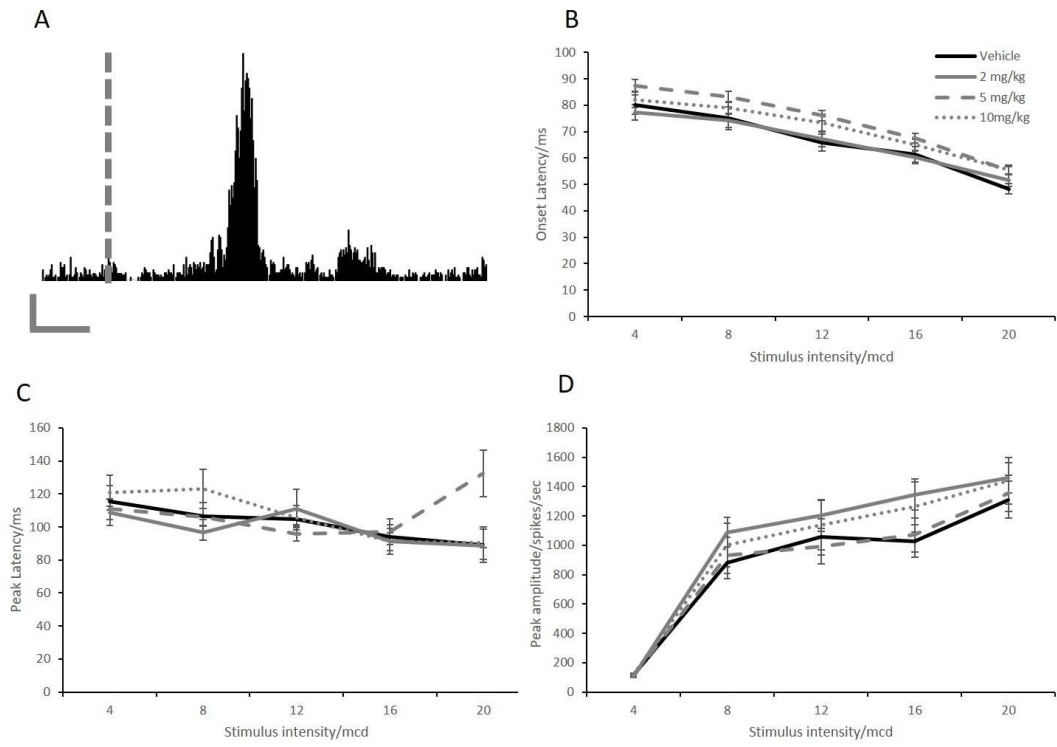 A
B
100
90
80
70
60
50
40
30
20
10
0
Onset Latency/ms
4 8 12 16 20
Stimulus intensity/mcd
Vehicle
2 mg/kg
5 mg/kg
10mg/kg
C
160
140
120
100
80
60
40
20
0
Peak Latency/ms
4 8 12 16 20
Stimulus intensity/mcd
D
1800
1600
1400
1200
1000
800
600
400
200
0
Peak amplitude/spikes/sec
4 8 12 16 20
Stimulus intensity/mcd